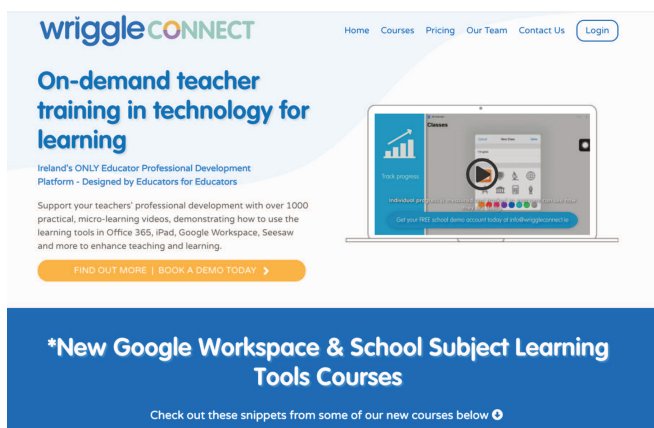 wriggle CONNECT
Home Courses Pricing Our Team Contact Us Login
On-demand teacher
training in technology for
learning
Ireland's ONLY Educator Professional Development
Platform - Designed by Educators for Educators
Support your teachers' professional development with over 1000
practical, micro-learning videos, demonstrating how to use the
learning tools in Office 365, iPad, Google Workspace, Seesaw
and more to enhance teaching and learning.
FIND OUT MORE | BOOK A DEMO TODAY
Classes
New Class
Track progress
Individual
Get your FREE school demo account today at info@wriggleconnect.ie
*New Google Workspace & School Subject Learning
Tools Courses
Check out these snippets from some of our new courses below